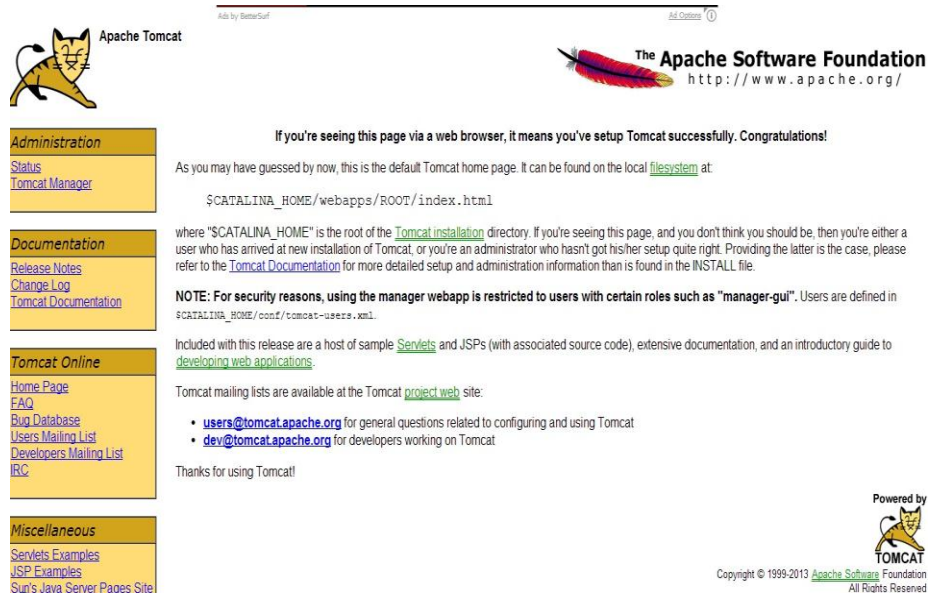 Ads by BetterSurf
Ad Options
Apache Tomcat
The Apache Software Foundation
http://www.apache.org/
Administration
Status
Tomcat Manager
Documentation
Release Notes
Change Log
Tomcat Documentation
Tomcat Online
Home Page
FAQ
Bug Database
Users Mailing List
Developers Mailing List
IRC
Miscellaneous
Servlets Examples
JSP Examples
Sun's Java Server Pages Site
If you're seeing this page via a web browser, it means you've setup Tomcat successfully. Congratulations!
As you may have guessed by now, this is the default Tomcat home page. It can be found on the local filesystem at:
$CATALINA_HOME/webapps/ROOT/index.html
where "$CATALINA_HOME" is the root of the Tomcat installation directory. If you're seeing this page, and you don't think you should be, then you're either a
user who has arrived at new installation of Tomcat, or you're an administrator who hasn't got his/her setup quite right. Providing the latter is the case, please
refer to the Tomcat Documentation for more detailed setup and administration information than is found in the INSTALL file.
NOTE: For security reasons, using the manager webapp is restricted to users with certain roles such as "manager-gui". Users are defined in
$CATALINA_HOME/conf/tomcat-users.xml.
Included with this release are a host of sample Servlets and JSPs (with associated source code), extensive documentation, and an introductory guide to
developing web applications.
Tomcat mailing lists are available at the Tomcat project web site:
• users@tomcat.apache.org for general questions related to configuring and using Tomcat
• dev@tomcat.apache.org for developers working on Tomcat
Thanks for using Tomcat!
Powered by
TOMCAT
Copyright © 1999-2013 Apache Software Foundation
All Rights Reserved